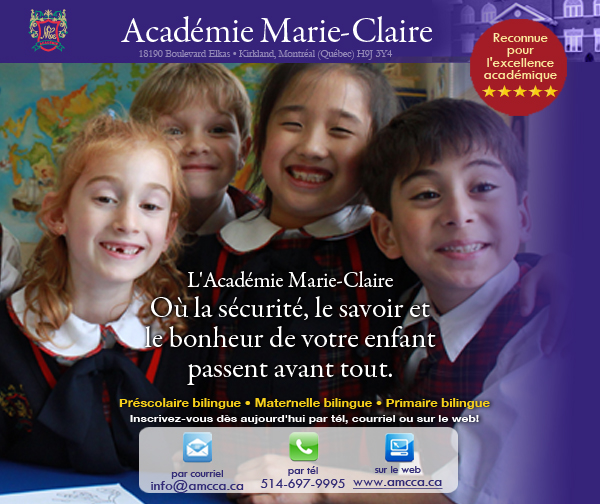 Académie Marie-Claire
18190 Boulevard Elkas • Kirkland, Montréal (Québec) H9J 3Y4
Reconnue
pour
l'excellence
académique
L'Académie Marie-Claire
Où la sécurité, le savoir et
le bonheur de votre enfant
passent avant tout.
Préscolaire bilingue • Maternelle bilingue • Primaire bilingue
Inscrivez-vous dès aujourd'hui par tél, courriel ou sur le web!
par courriel
info@amcca.ca
par tél
514-697-9995
sur le web
www.amcca.ca